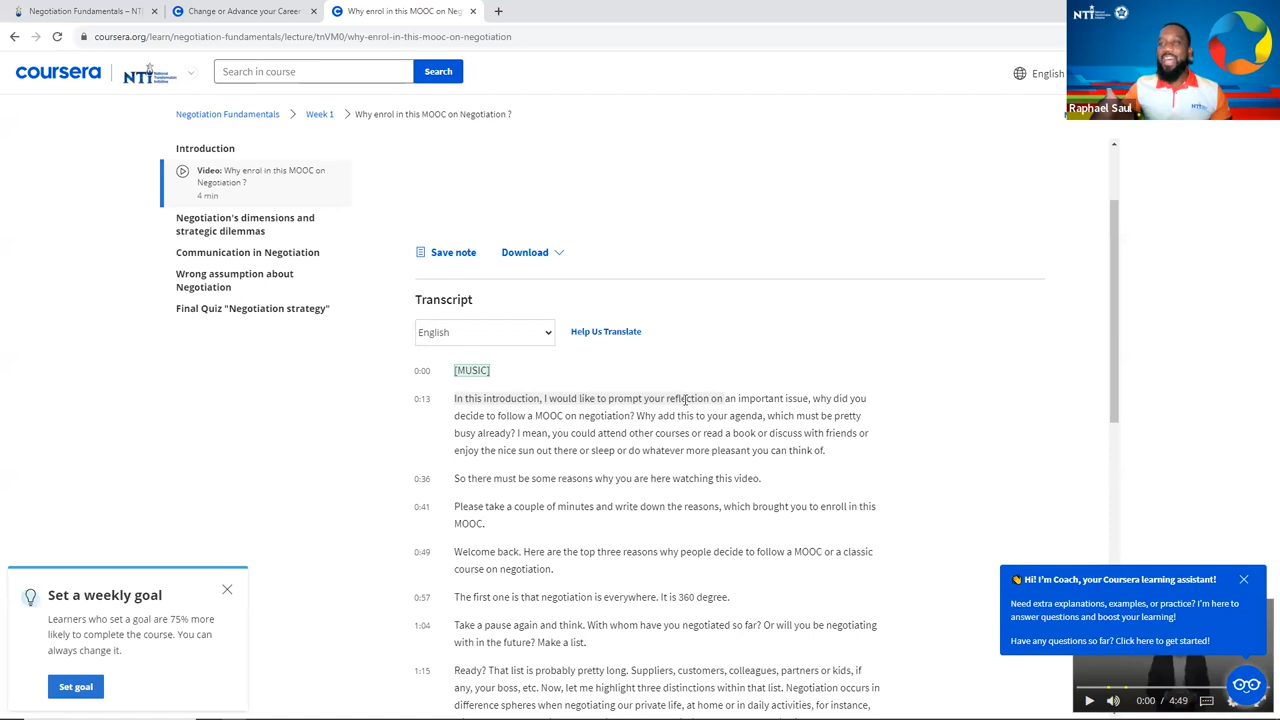 Negotiation Fundamentals – NTI
Change or Advance your Career
Why enrol in this MOOC on Neg
coursera.org/learn/negotiation-fundamentals/lecture/tnVM0/why-enrol-in-this-mooc-on-negotiation
coursera
NTI
Search in course
Search
English
NTI
Raphael Saul
Negotiation Fundamentals
Week 1
Why enrol in this MOOC on Negotiation ?
Introduction
Video: Why enrol in this MOOC on
Negotiation ?
4 min
Negotiation's dimensions and
strategic dilemmas
Communication in Negotiation
Wrong assumption about
Negotiation
Final Quiz "Negotiation strategy"
Save note
Download
Transcript
English
Help Us Translate
0:00
[MUSIC]
0:13
In this introduction, I would like to prompt your reflection on an important issue, why did you
decide to follow a MOOC on negotiation? Why add this to your agenda, which must be pretty
busy already? I mean, you could attend other courses or read a book or discuss with friends or
enjoy the nice sun out there or sleep or do whatever more pleasant you can think of.
0:36
So there must be some reasons why you are here watching this video.
0:41
Please take a couple of minutes and write down the reasons, which brought you to enroll in this
MOOC.
0:49
Welcome back. Here are the top three reasons why people decide to follow a MOOC or a classic
course on negotiation.
0:57
The first one is that negotiation is everywhere. It is 360 degree.
1:04
Take a pause again and think. With whom have you negotiated so far? Or will you be negotiating
with in the future? Make a list.
1:15
Ready? That list is probably pretty long. Suppliers, customers, colleagues, partners or kids, if
any, your boss, etc. Now, let me highlight three distinctions within that list. Negotiation occurs in
difference spheres when negotiating our private life, at home or in daily activities, for instance,
Set a weekly goal
Learners who set a goal are 75% more
likely to complete the course. You can
always change it.
Set goal
Hi! I'm Coach, your Coursera learning assistant!
Need extra explanations, examples, or practice? I'm here to
answer questions and boost your learning!
Have any questions so far? Click here to get started!
0:00 / 4:49